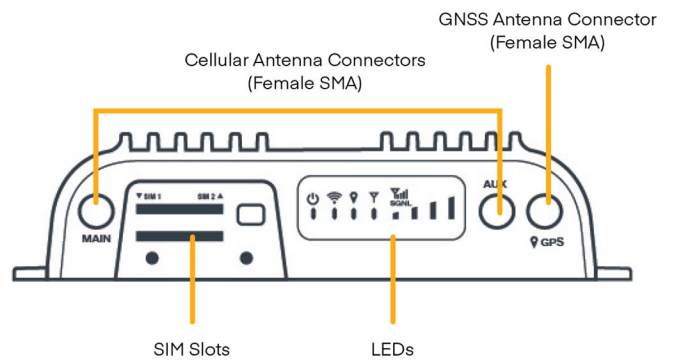 GNSS Antenna Connector
(Female SMA)
Cellular Antenna Connectors
(Female SMA)
▼ SIM 1
SIM 2 ▲
SGNL
AUX
MAIN
GPS
SIM Slots
LEDs